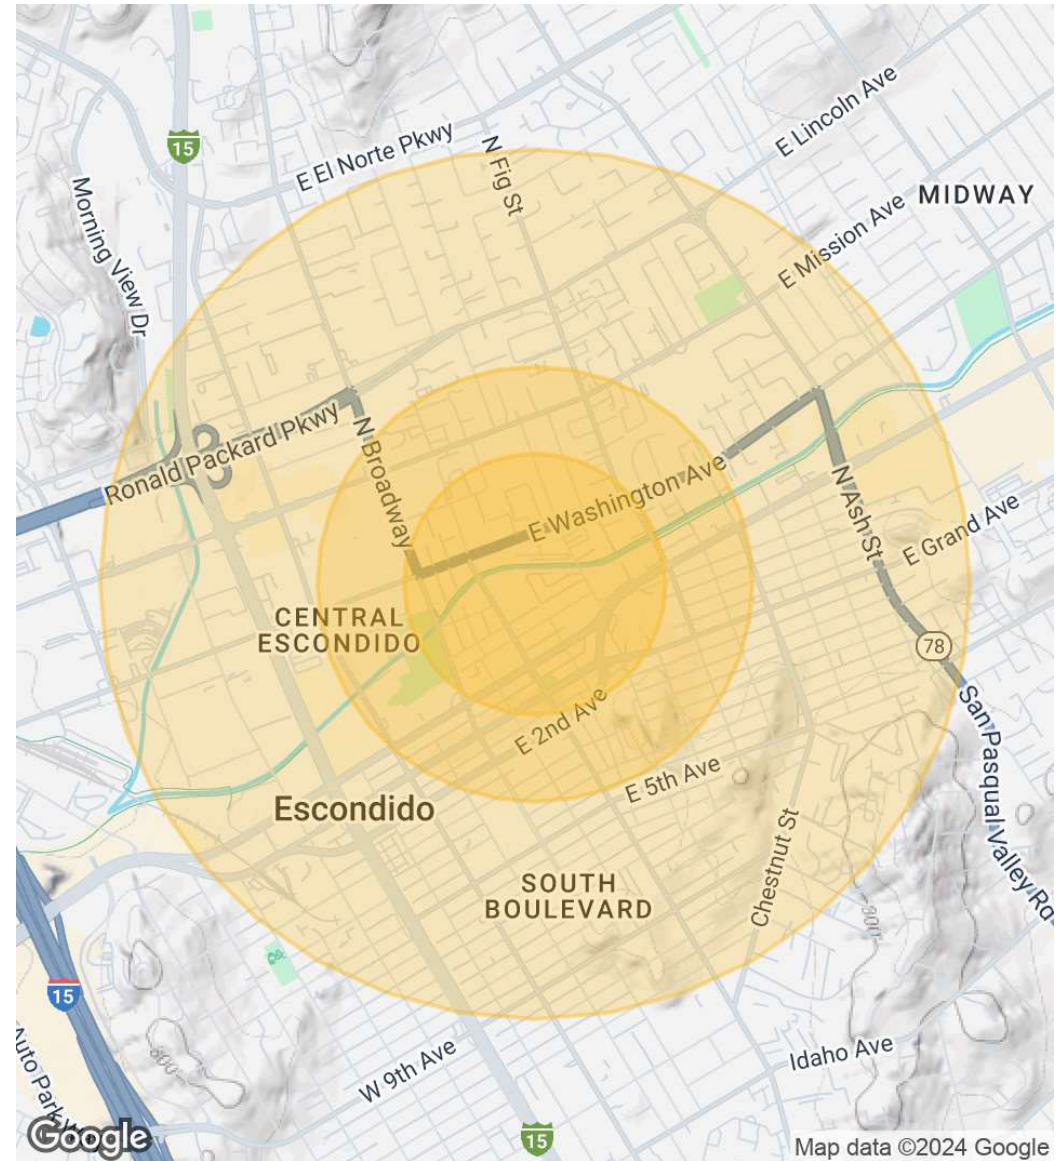 15
E El Norte Pkwy
N Fig St
E Lincoln Ave
MIDWAY
Morning View Dr
E Mission Ave
Ronald Packard Pkwy
N Broadway
E Washington Ave
N Ash St
E Grand Ave
CENTRAL
ESCONDIDO
78
E 2nd Ave
San Pasqual Valley Rd
E 5th Ave
Escondido
Chestnut St
SOUTH
BOULEVARD
800
15
800
Auto Park
W 9th Ave
Idaho Ave
Google
15
Map data ©2024 Google